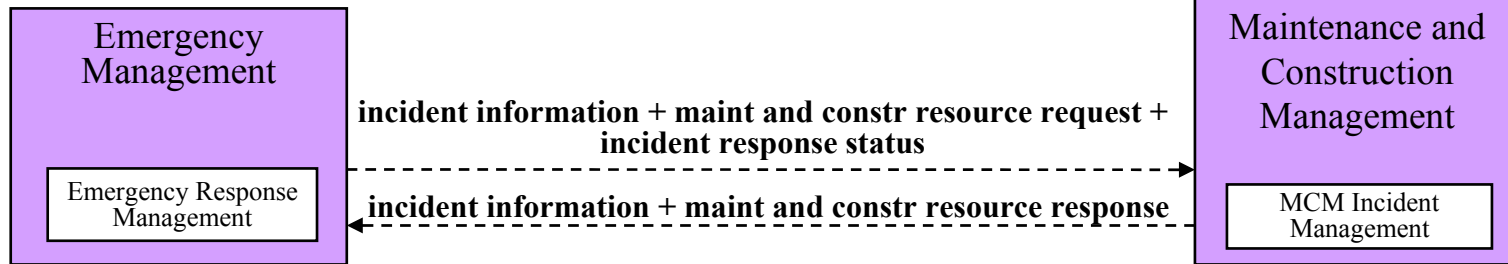 Emergency
Management
Emergency Response
Management
incident information + maint and constr resource request +
incident response status
incident information + maint and constr resource response
Maintenance and
Construction
Management
MCM Incident
Management